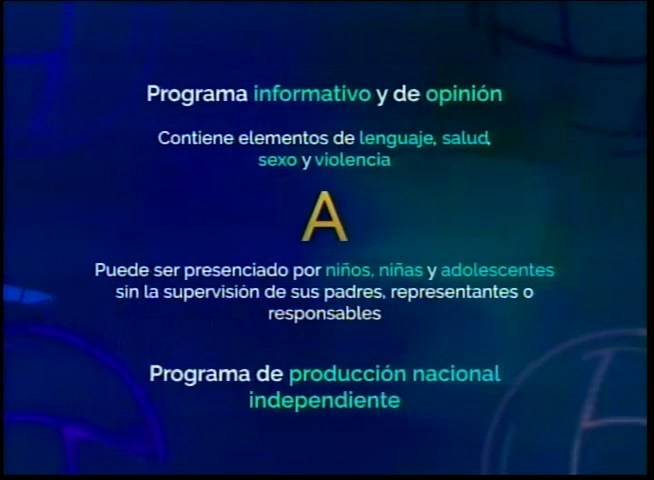 Programa informativo y de opinión
Contiene elementos de lenguaje, salud,
sexo y violencia
A
Puede ser presenciado por niños, niñas y adolescentes
sin la supervisión de sus padres, representantes o
responsables
Programa de producción nacional
independiente